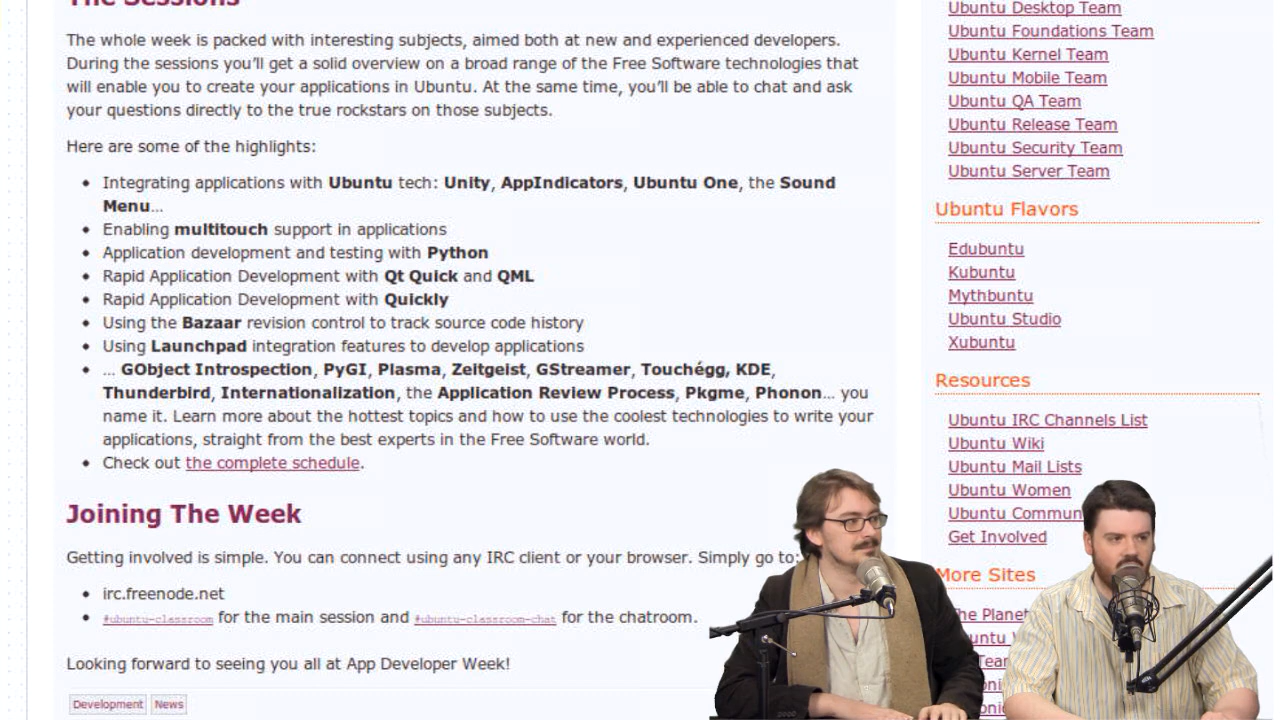 The Sessions
The whole week is packed with interesting subjects, aimed both at new and experienced developers.
During the sessions you'll get a solid overview on a broad range of the Free Software technologies that
will enable you to create your applications in Ubuntu. At the same time, you'll be able to chat and ask
your questions directly to the true rockstars on those subjects.
Here are some of the highlights:
Integrating applications with Ubuntu tech: Unity, AppIndicators, Ubuntu One, the Sound
Menu...
Enabling multitouch support in applications
Application development and testing with Python
Rapid Application Development with Qt Quick and QML
Rapid Application Development with Quickly
Using the Bazaar revision control to track source code history
Using Launchpad integration features to develop applications
... GObject Introspection, PyGI, Plasma, Zeitgeist, GStreamer, Touchégg, KDE,
Thunderbird, Internationalization, the Application Review Process, Pkgme, Phonon... you
name it. Learn more about the hottest topics and how to use the coolest technologies to write your
applications, straight from the best experts in the Free Software world.
Check out the complete schedule.
Joining The Week
Getting involved is simple. You can connect using any IRC client or your browser. Simply go to:
irc.freenode.net
#ubuntu-classroom for the main session and #ubuntu-classroom-chat for the chatroom.
Looking forward to seeing you all at App Developer Week!
Development News
Ubuntu Desktop Team
Ubuntu Foundations Team
Ubuntu Kernel Team
Ubuntu Mobile Team
Ubuntu QA Team
Ubuntu Release Team
Ubuntu Security Team
Ubuntu Server Team
Ubuntu Flavors
Edubuntu
Kubuntu
Mythbuntu
Ubuntu Studio
Xubuntu
Resources
Ubuntu IRC Channels List
Ubuntu Wiki
Ubuntu Mail Lists
Ubuntu Women
Ubuntu Commun
Get Involved
More Sites
The Planet